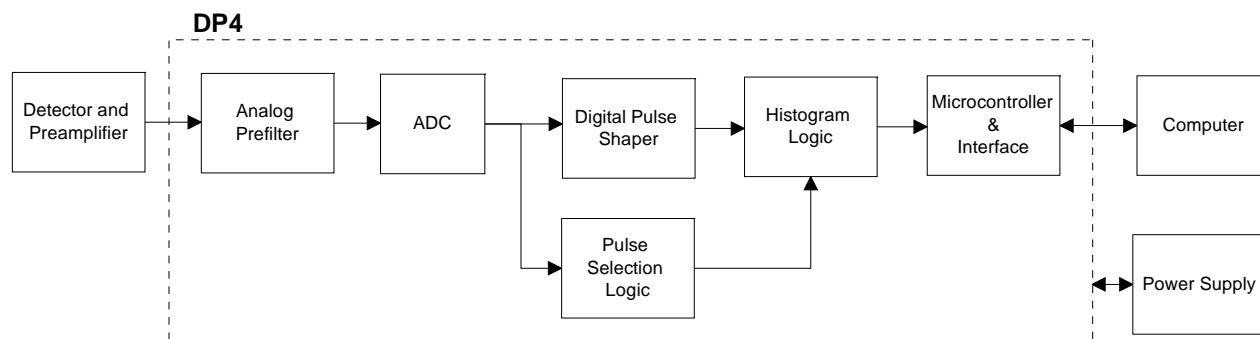 DP4
Detector and
Preamplifier
Analog
Prefilter
ADC
Digital Pulse
Shaper
Histogram
Logic
Microcontroller
&
Interface
Computer
Pulse
Selection
Logic
Power Supply